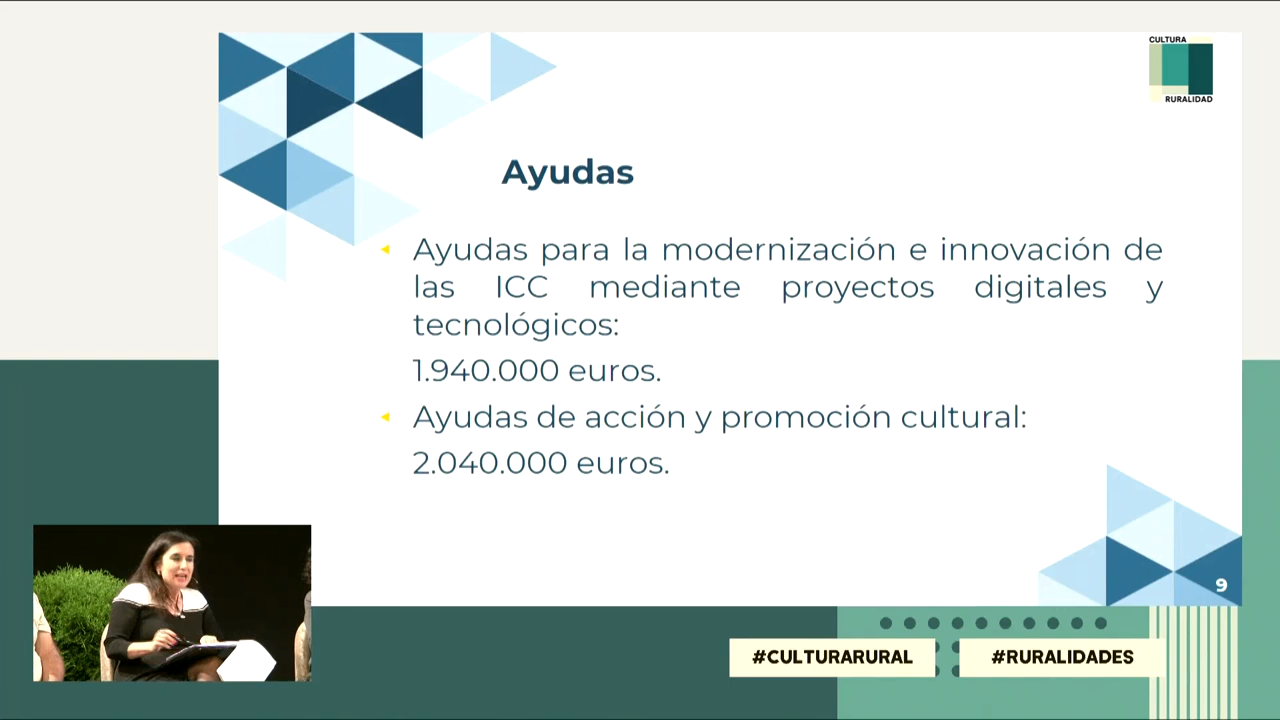 CULTURA
RURALIDAD
Ayudas
Ayudas para la modernización e innovación de
las ICC mediante proyectos digitales y
tecnológicos:
1.940.000 euros.
Ayudas de acción y promoción cultural:
2.040.000 euros.
9
#CULTURARURAL
#RURALIDADES